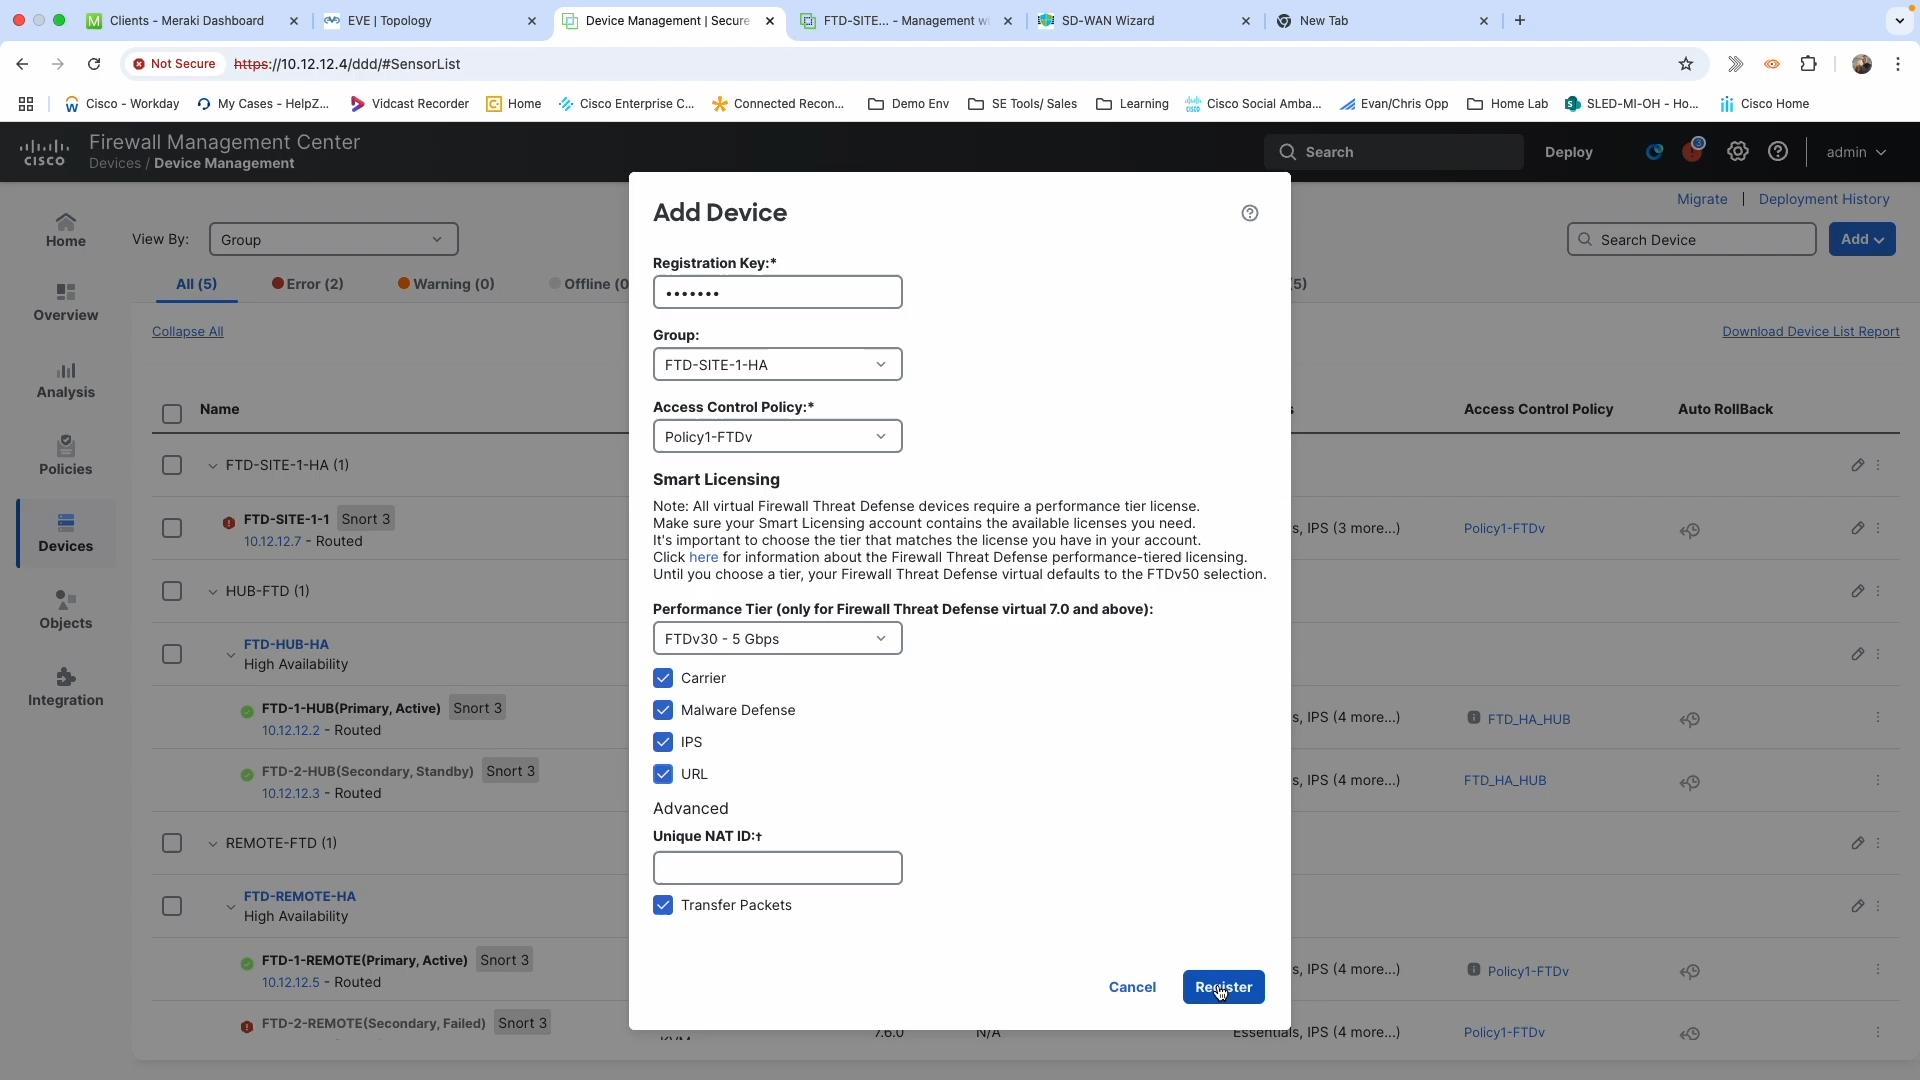 Clients - Meraki Dashboard
EVE | Topology
Device Management | Secure
FTD-SITE... - Management w
SD-WAN Wizard
New Tab
Not Secure
https://10.12.12.4/ddd/#SensorList
Cisco - Workday
My Cases - HelpZ...
Vidcast Recorder
Home
Cisco Enterprise C...
Connected Recon...
Demo Env
SE Tools/ Sales
Learning
Cisco Social Amba...
Evan/Chris Opp
Home Lab
SLED-MI-OH - Ho...
Cisco Home
CISCO
Firewall Management Center
Devices / Device Management
Search
Deploy
3
admin
Migrate
Deployment History
Home
Overview
Analysis
Policies
Devices
Objects
Integration
View By:
Group
Search Device
Add
All (5)
Error (2)
Warning (0)
Offline (0
(5)
Collapse All
Download Device List Report
Name
Access Control Policy
Auto RollBack
FTD-SITE-1-HA (1)
FTD-SITE-1-1 Snort 3
10.12.12.7 - Routed
s, IPS (3 more...)
Policy1-FTDv
HUB-FTD (1)
FTD-HUB-HA
High Availability
FTD-1-HUB(Primary, Active) Snort 3
10.12.12.2 - Routed
s, IPS (4 more...)
FTD_HA_HUB
FTD-2-HUB(Secondary, Standby) Snort 3
10.12.12.3 - Routed
s, IPS (4 more...)
FTD_HA_HUB
REMOTE-FTD (1)
FTD-REMOTE-HA
High Availability
FTD-1-REMOTE(Primary, Active) Snort 3
10.12.12.5 - Routed
s, IPS (4 more...)
Policy1-FTDv
FTD-2-REMOTE(Secondary, Failed) Snort 3
7.6.0
N/A
Essentials, IPS (4 more...)
Policy1-FTDv
Add Device
Registration Key:*
•••••••
Group:
FTD-SITE-1-HA
Access Control Policy:*
Policy1-FTDv
Smart Licensing
Note: All virtual Firewall Threat Defense devices require a performance tier license.
Make sure your Smart Licensing account contains the available licenses you need.
It's important to choose the tier that matches the license you have in your account.
Click here for information about the Firewall Threat Defense performance-tiered licensing.
Until you choose a tier, your Firewall Threat Defense virtual defaults to the FTDv50 selection.
Performance Tier (only for Firewall Threat Defense virtual 7.0 and above):
FTDv30 - 5 Gbps
Carrier
Malware Defense
IPS
URL
Advanced
Unique NAT ID:†
Transfer Packets
Cancel
Register